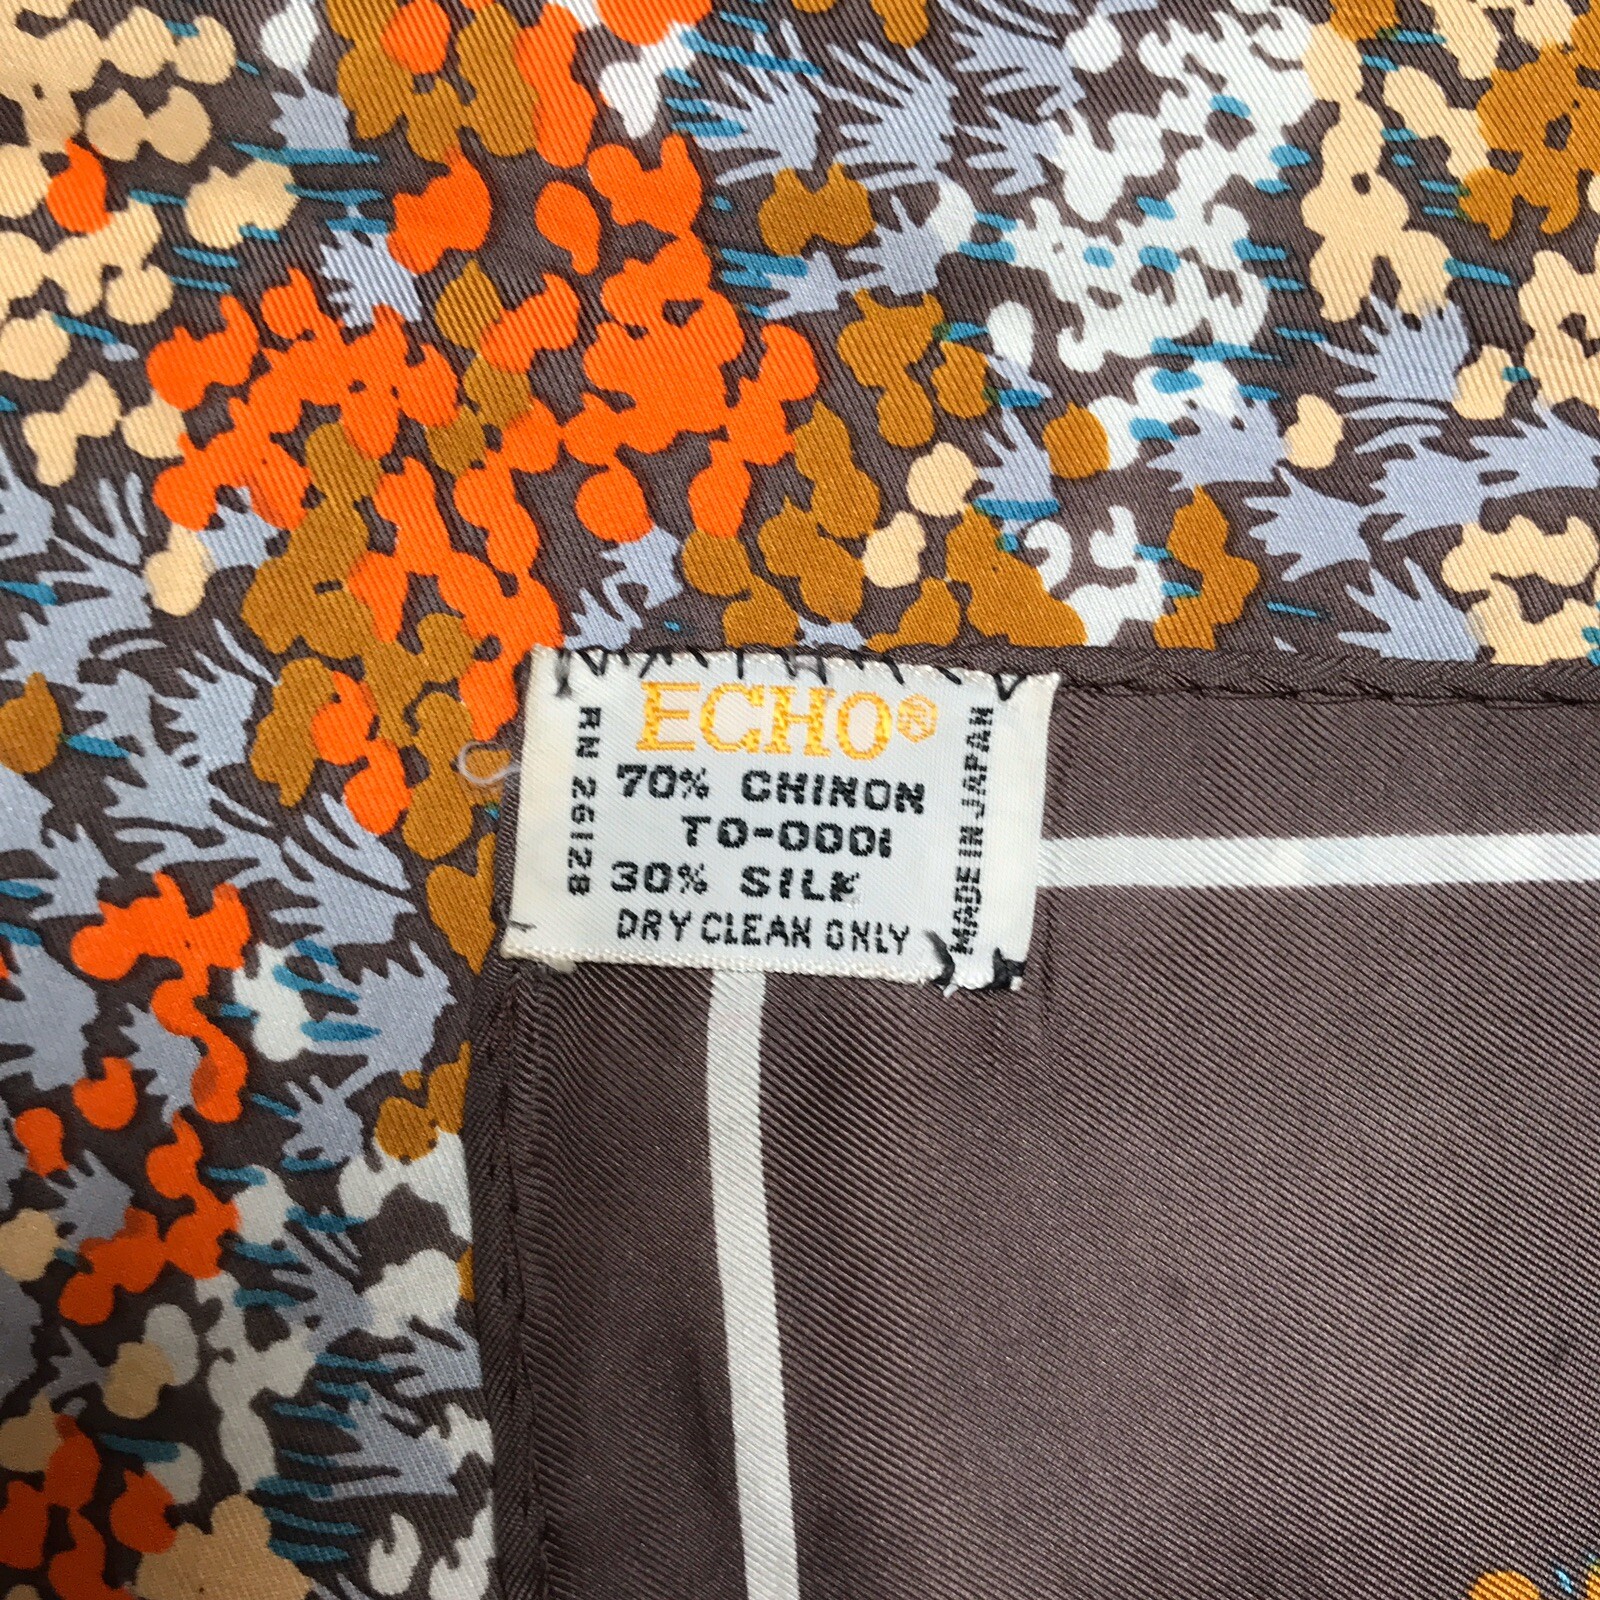 ECHO®
70% CHINON
TO-0001
30% SILK
DRY CLEAN ONLY
RN 26128
MADE IN JAPAN